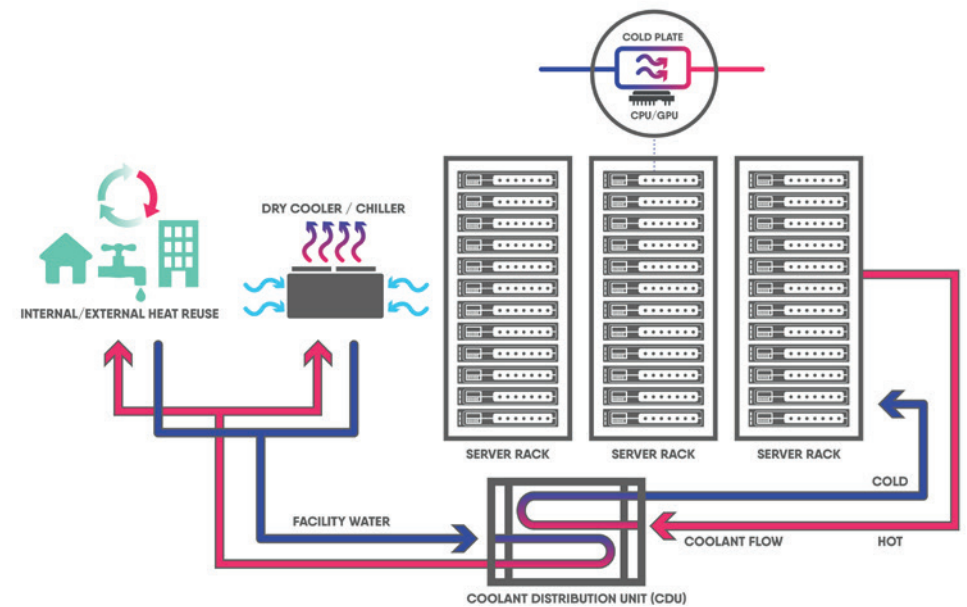 COLD PLATE
CPU/GPU
DRY COOLER / CHILLER
INTERNAL/EXTERNAL HEAT REUSE
SERVER RACK
SERVER RACK
SERVER RACK
COLD
FACILITY WATER
COOLANT FLOW
HOT
COOLANT DISTRIBUTION UNIT (CDU)